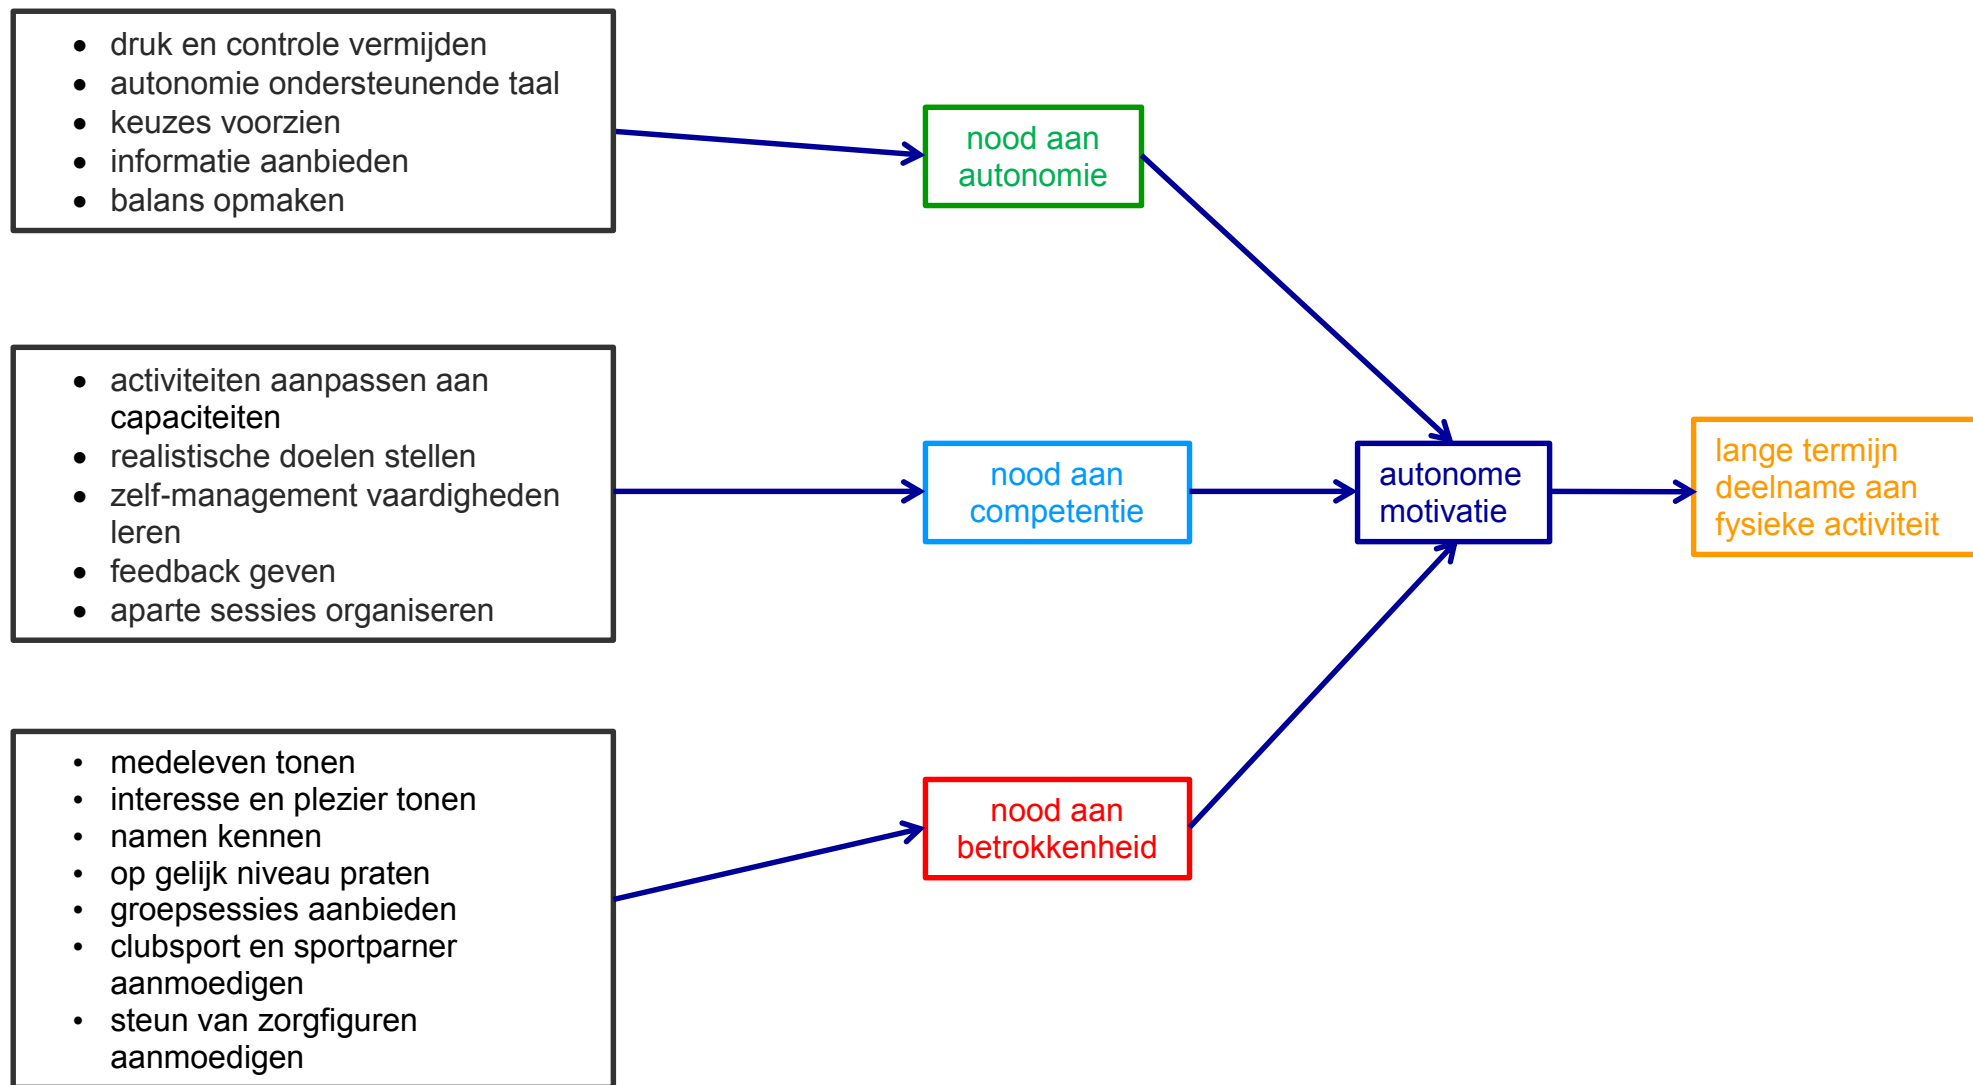 • druk en controle vermijden
• autonomie ondersteunende taal
• keuzes voorzien
• informatie aanbieden
• balans opmaken
nood aan
autonomie
• activiteiten aanpassen aan
capaciteiten
• realistische doelen stellen
• zelf-management vaardigheden
leren
• feedback geven
• aparte sessies organiseren
nood aan
competentie
autonome
motivatie
lange termijn
deelname aan
fysieke activiteit
• medeleven tonen
• interesse en plezier tonen
• namen kennen
• op gelijk niveau praten
• groepsessies aanbieden
• clubsport en sportparner
aanmoedigen
• steun van zorgfiguren
aanmoedigen
nood aan
betrokkenheid